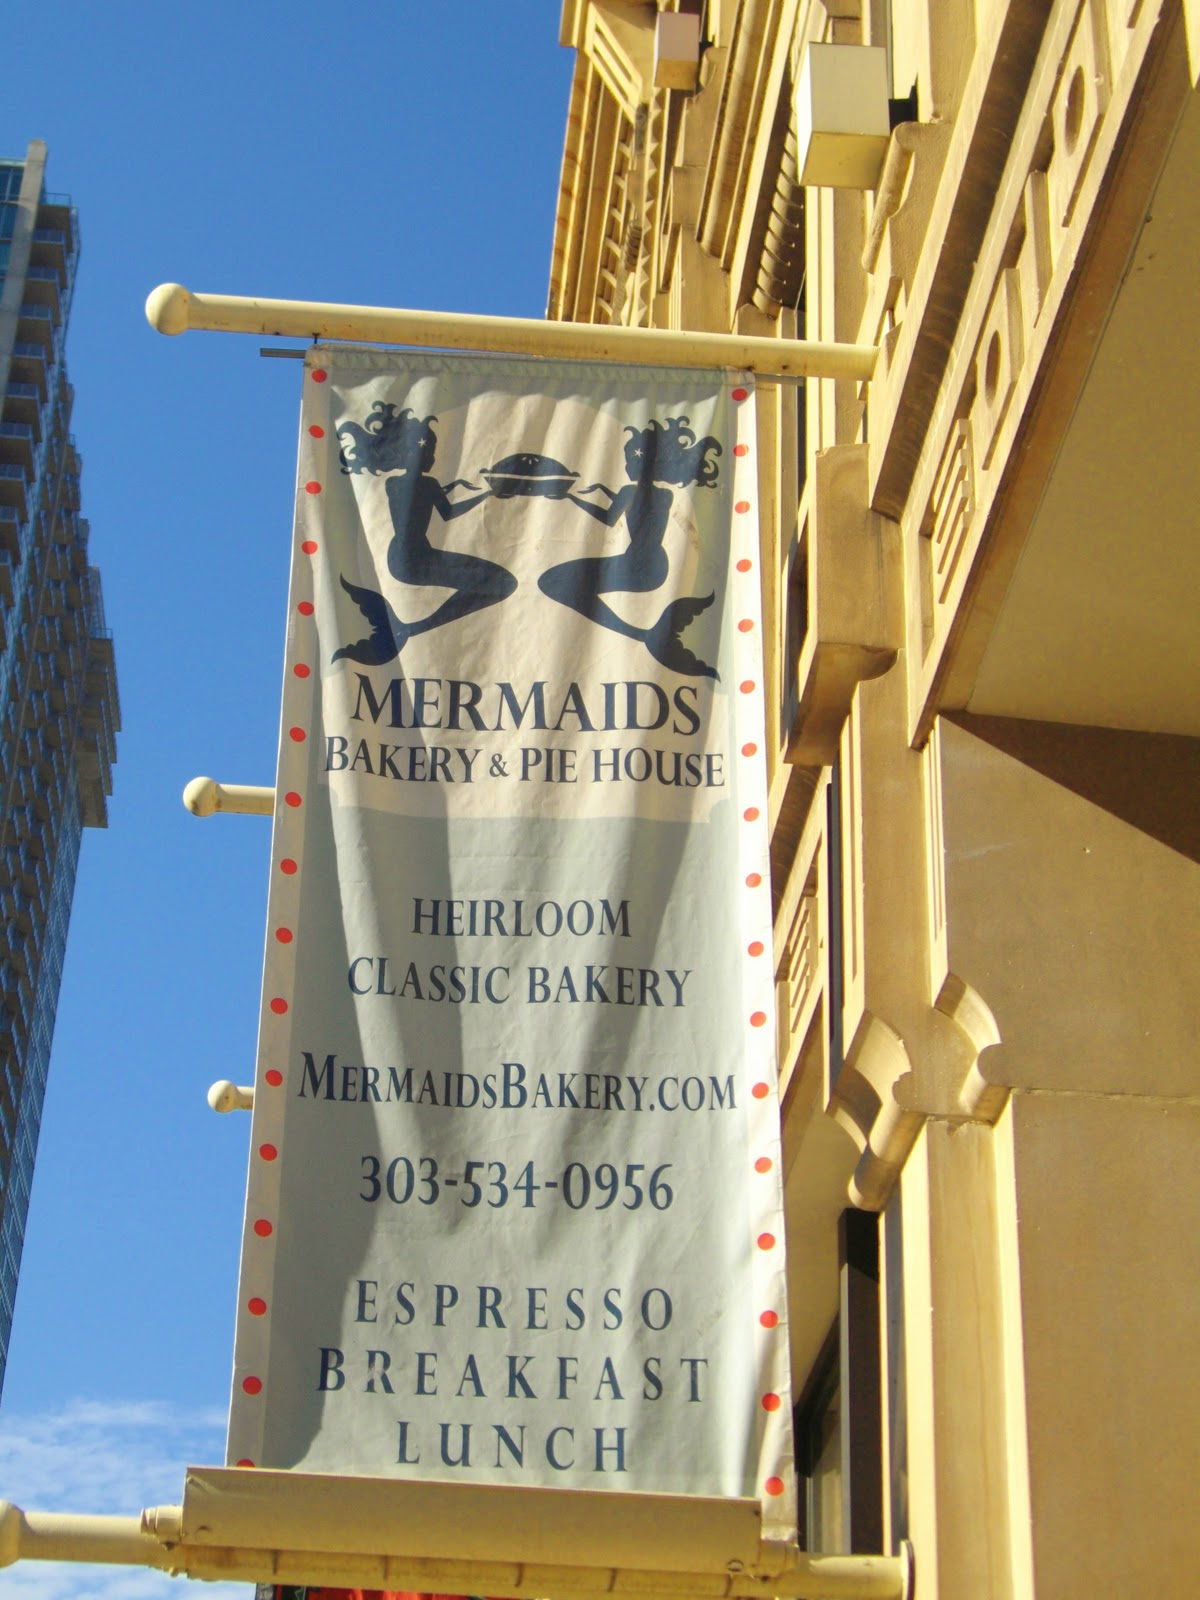 MERMAIDS
BAKERY & PIE HOUSE
HEIRLOOM
CLASSIC BAKERY
MERMAIDSBAKERY.COM
303-534-0956
ESPRESSO
BREAKFAST
LUNCH